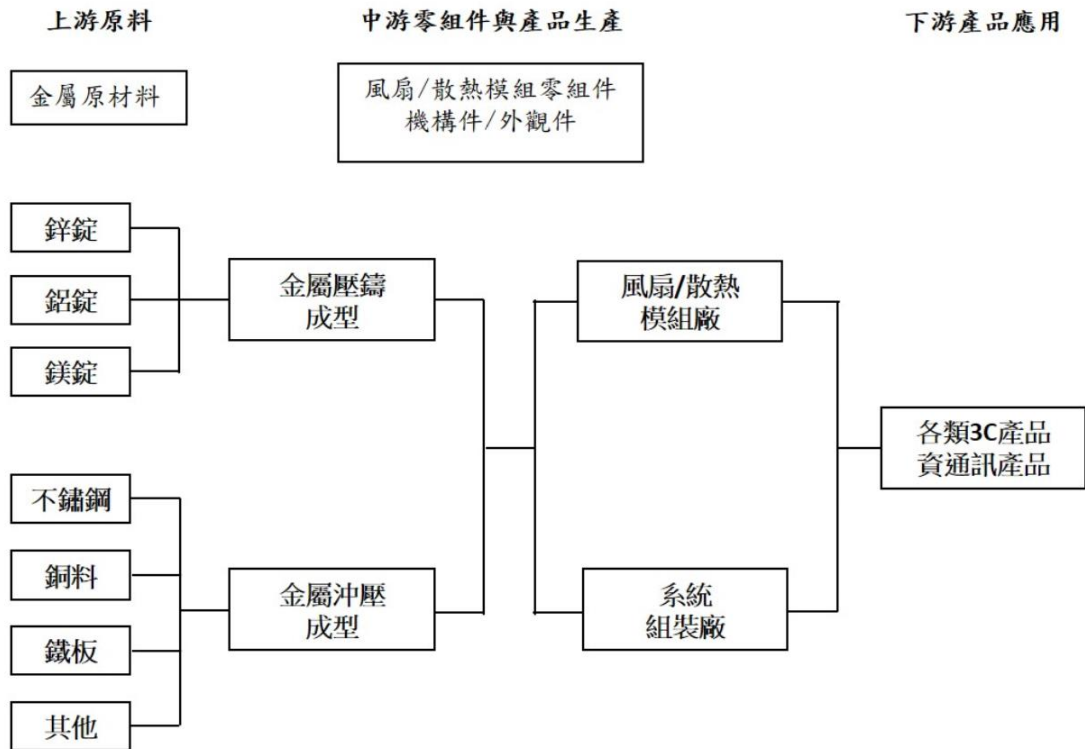 上游原料
中游零組件與產品生產
下游產品應用
金屬原材料
風扇/散熱模組零組件
機構件/外觀件
鋅錠
鋁錠
鎂錠
金屬壓鑄
成型
風扇/散熱
模組廠
各類3C產品
資通訊產品
不鏽鋼
銅料
鐵板
其他
金屬沖壓
成型
系統
組裝廠